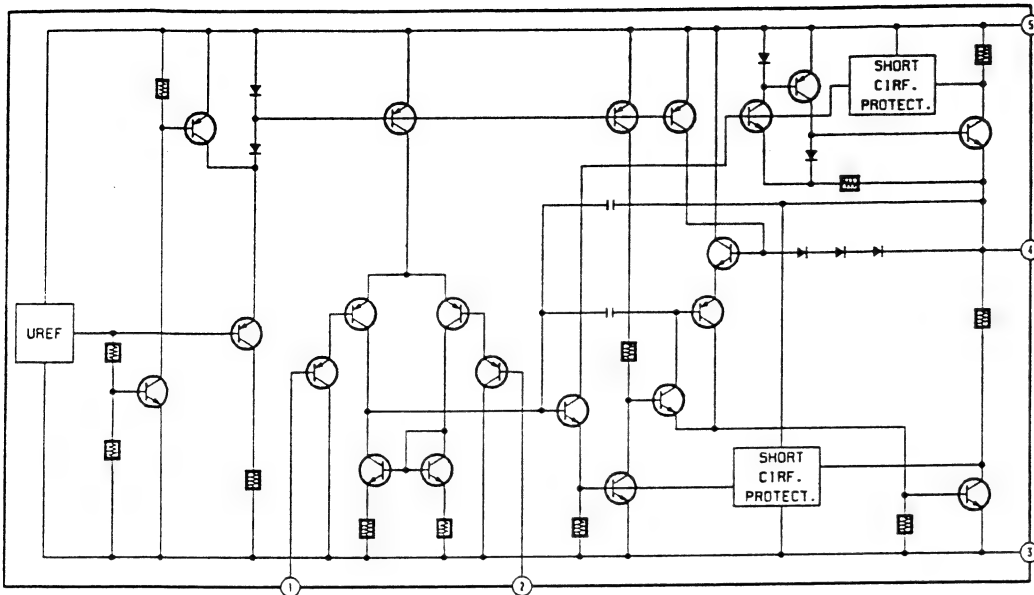 5
SHORT
CIRF.
PROTECT.
4
UREF
SHORT
CIRF.
PROTECT.
3
1
2